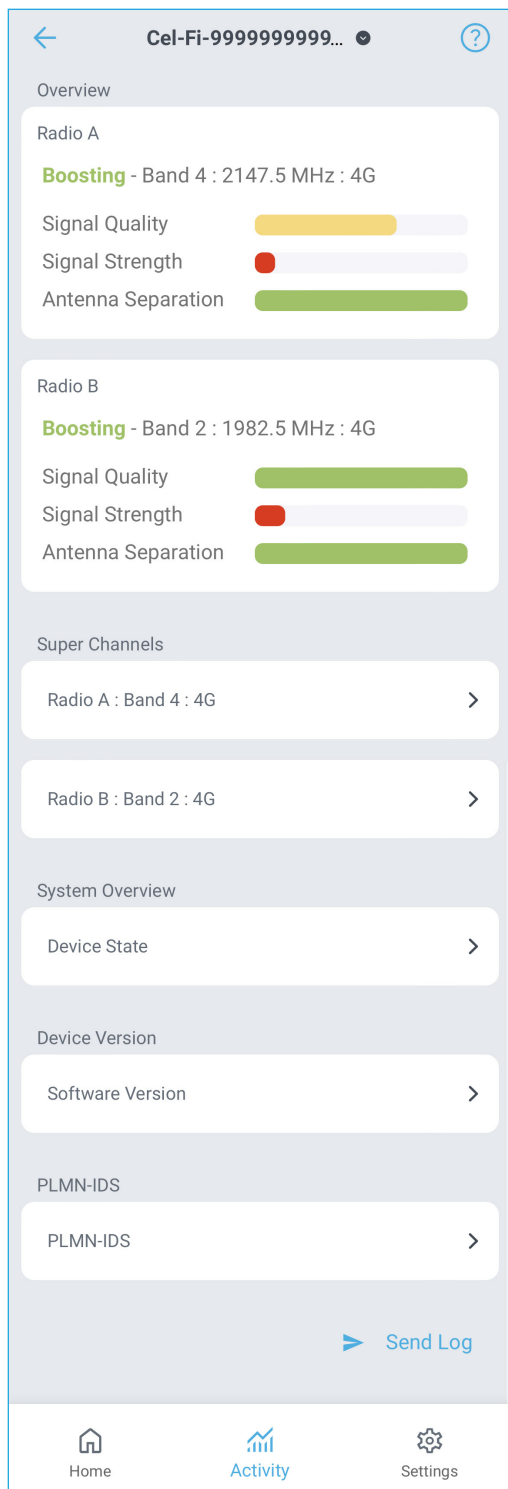 Cel-Fi-9999999999...
Overview
Radio A
Boosting - Band 4 : 2147.5 MHz : 4G
Signal Quality
Signal Strength
Antenna Separation
Radio B
Boosting - Band 2 : 1982.5 MHz : 4G
Signal Quality
Signal Strength
Antenna Separation
Super Channels
Radio A : Band 4 : 4G
Radio B : Band 2 : 4G
System Overview
Device State
Device Version
Software Version
PLMN-IDS
PLMN-IDS
Send Log
Home Activity Settings